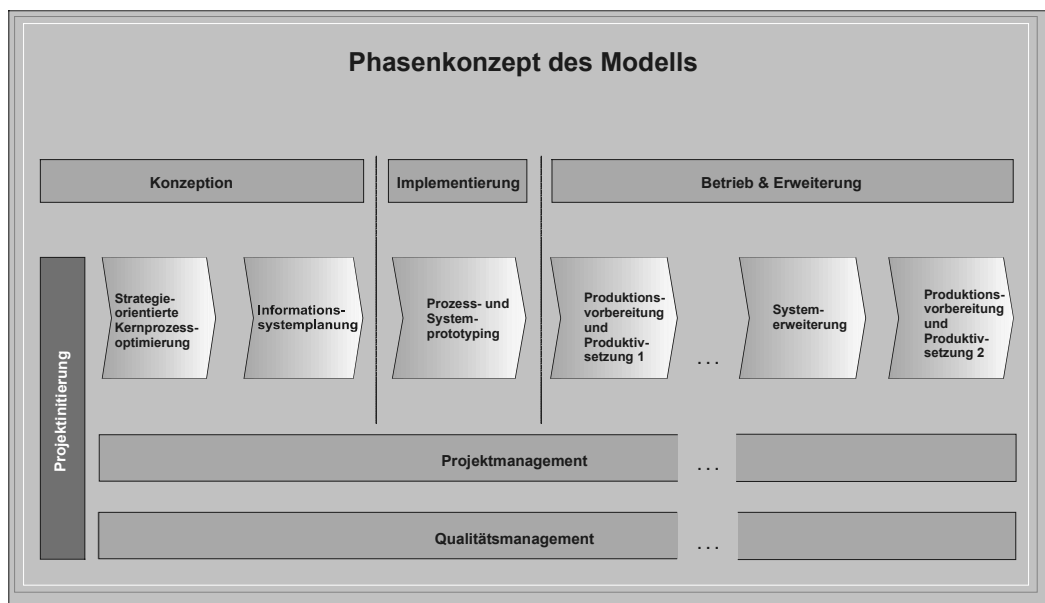 Phasenkonzept des Modells
Konzeption
Implementierung
Betrieb & Erweiterung
Projektinitierung
Strategie-
orientierte
Kernprozess-
optimierung
Informations-
systemplanung
Prozess- und
System-
prototyping
Produktions-
vorbereitung
und
Produktiv-
setzung 1
. . .
System-
erweiterung
Produktions-
vorbereitung
und
Produktiv-
setzung 2
Projektmanagement
. . .
Qualitätsmanagement
. . .